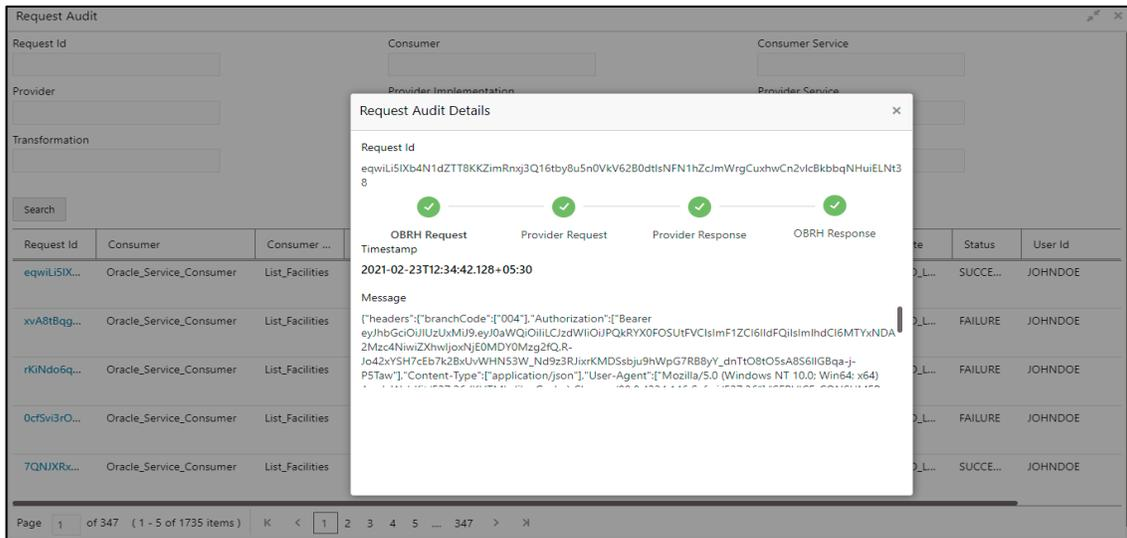 Request Audit
Request Id
Consumer
Consumer Service
Provider
Provider Implementation
Provider Service
Transformation
Search
Request Audit Details
Request Id
eqwiLi5IXb4N1dZTT8KKZimRnxj3Q16tby8u5n0VkV62B0dtIsNFN1hZcJmWrgCuxhwCn2vIcBkbbqNHuiELNt3
8
OBRH Request
Provider Request
Provider Response
OBRH Response
Timestamp
2021-02-23T12:34:42.128+05:30
Message
{"headers":{"branchCode":["004"],"Authorization":["Bearer
P5Taw"],"Content-Type":["application/json"],"User-Agent":["Mozilla/5.0 (Windows NT 10.0; Win64; x64)
Request Id Consumer Consumer ... Status User Id
eqwiLi5IX... Oracle_Service_Consumer List_Facilities SUCCE... JOHNDOE
xvA8tBqg... Oracle_Service_Consumer List_Facilities FAILURE JOHNDOE
rKiNdo6q... Oracle_Service_Consumer List_Facilities FAILURE JOHNDOE
0cfSvi3rO... Oracle_Service_Consumer List_Facilities FAILURE JOHNDOE
7QNJXRx... Oracle_Service_Consumer List_Facilities SUCCE... JOHNDOE
Page 1 of 347 (1 - 5 of 1735 items) 1 2 3 4 5 ... 347